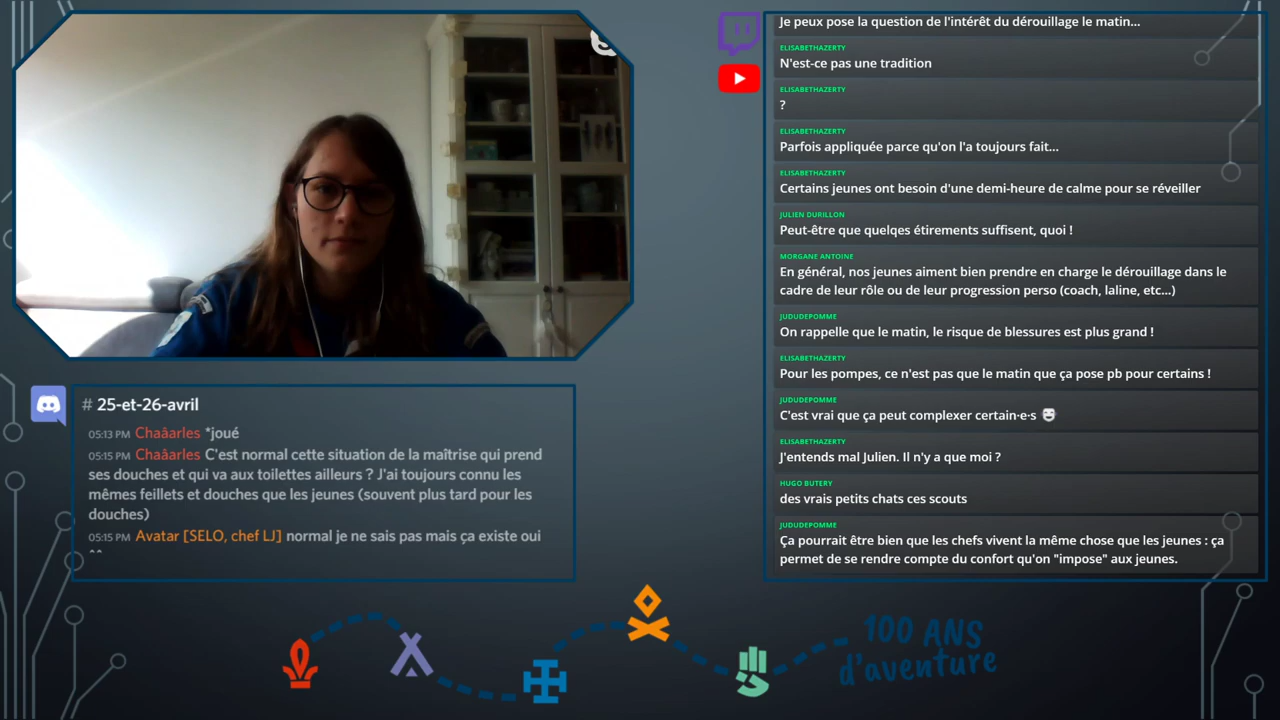 # 25-et-26-avril
05:13 PM Chaâarles *joué
05:15 PM Chaâarles C'est normal cette situation de la maîtrise qui prend
ses douches et qui va aux toilettes ailleurs ? J'ai toujours connu les
mêmes feillets et douches que les jeunes (souvent plus tard pour les
douches)
05:15 PM Avatar [SELO, chef LJ] normal je ne sais pas mais ça existe oui
^^
Je peux pose la question de l'intérêt du dérouillage le matin...
ELISABETHAZERTY
N'est-ce pas une tradition
ELISABETHAZERTY
?
ELISABETHAZERTY
Parfois appliquée parce qu'on l'a toujours fait...
ELISABETHAZERTY
Certains jeunes ont besoin d'une demi-heure de calme pour se réveiller
JULIEN DURILLON
Peut-être que quelqes étirements suffisent, quoi !
MORGANE ANTOINE
En général, nos jeunes aiment bien prendre en charge le dérouillage dans le
cadre de leur rôle ou de leur progression perso (coach, laline, etc...)
JUDUDEPOMME
On rappelle que le matin, le risque de blessures est plus grand !
ELISABETHAZERTY
Pour les pompes, ce n'est pas que le matin que ça pose pb pour certains !
JUDUDEPOMME
C'est vrai que ça peut complexer certain·e·s
ELISABETHAZERTY
J'entends mal Julien. Il n'y a que moi ?
HUGO BUTERY
des vrais petits chats ces scouts
JUDUDEPOMME
Ça pourrait être bien que les chefs vivent la même chose que les jeunes : ça
permet de se rendre compte du confort qu'on "impose" aux jeunes.
100 ANS
d'aventure